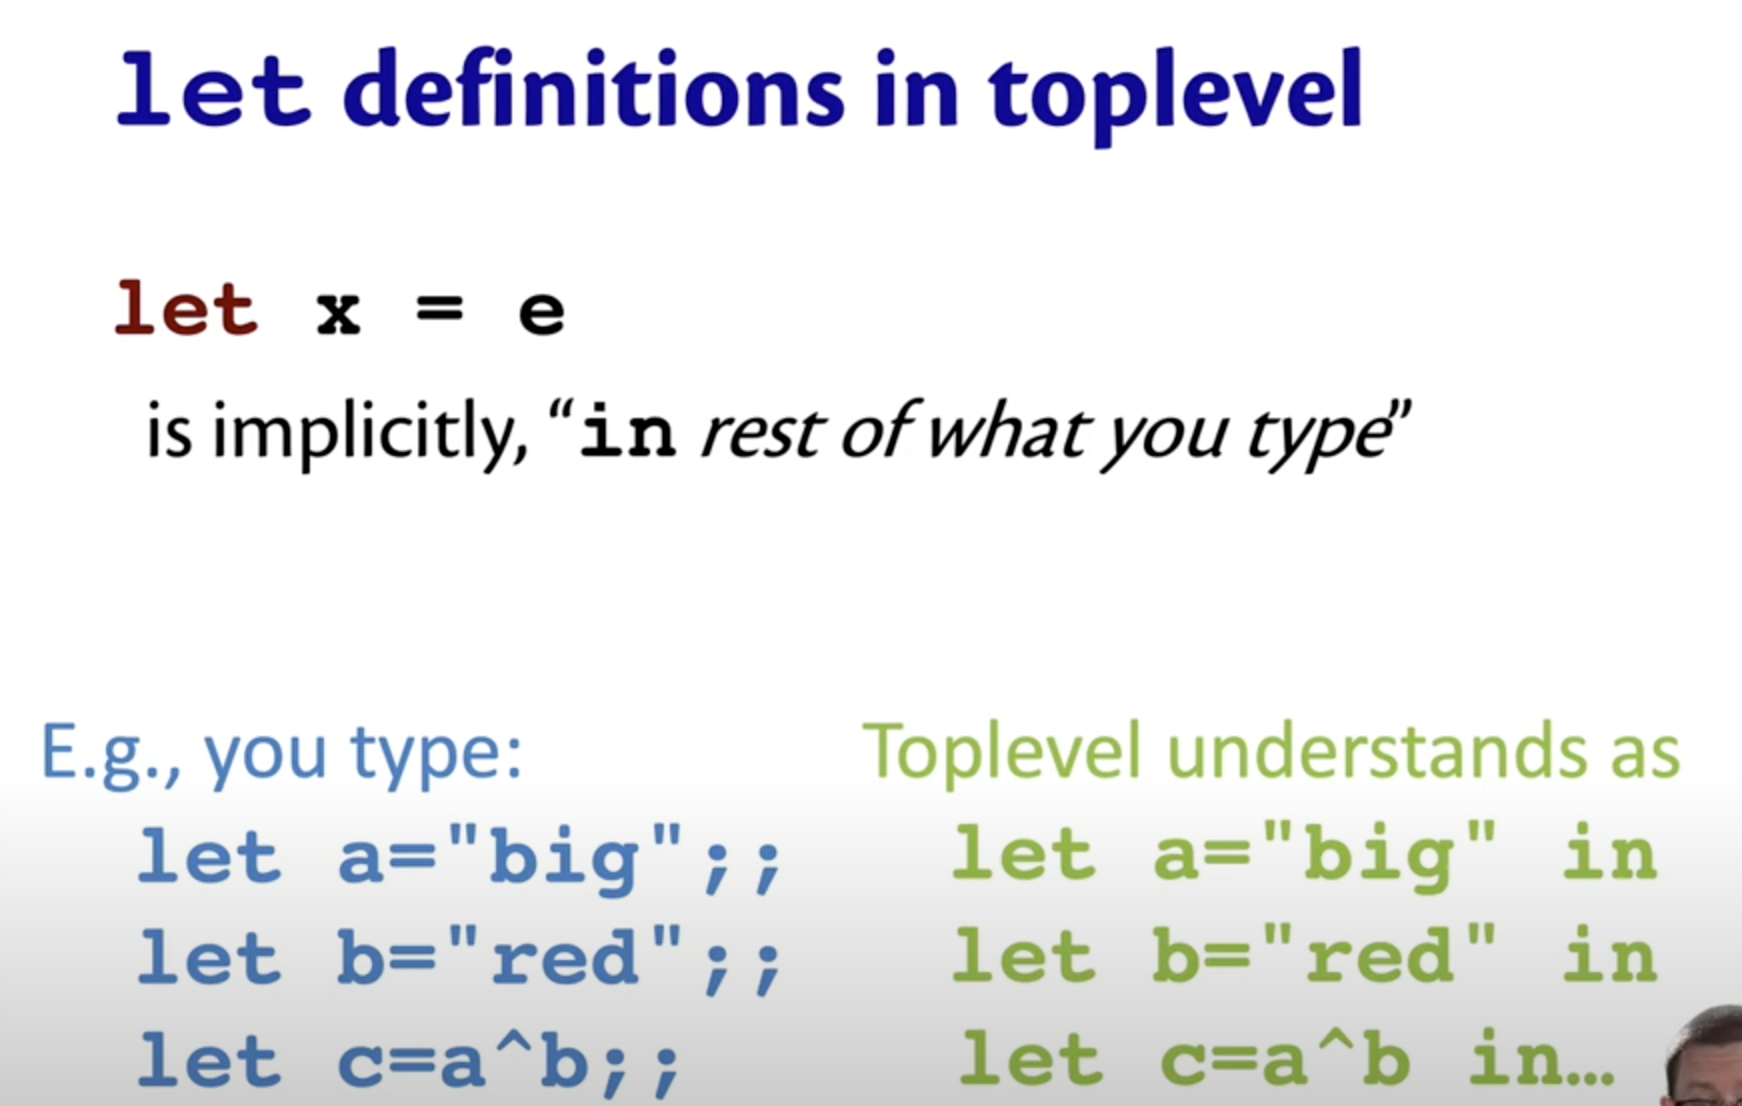 let definitions in toplevel
let x = e
is implicitly, “in rest of what you type”
E.g., you type:
let a="big";;
let b="red";;
let c=a^b;;
Toplevel understands as
let a="big" in
let b="red" in
let c=a^b in…